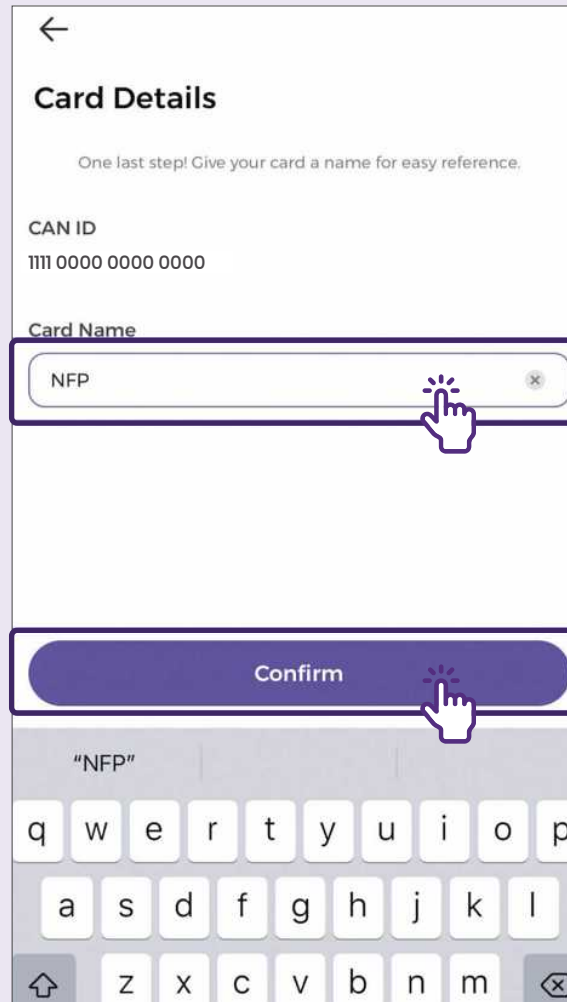 Card Details
One last step! Give your card a name for easy reference.
CAN ID
1111 0000 0000 0000
Card Name
NFP
Confirm
“NFP”
q w e r t y u i o p
a s d f g h j k l
z x c v b n m